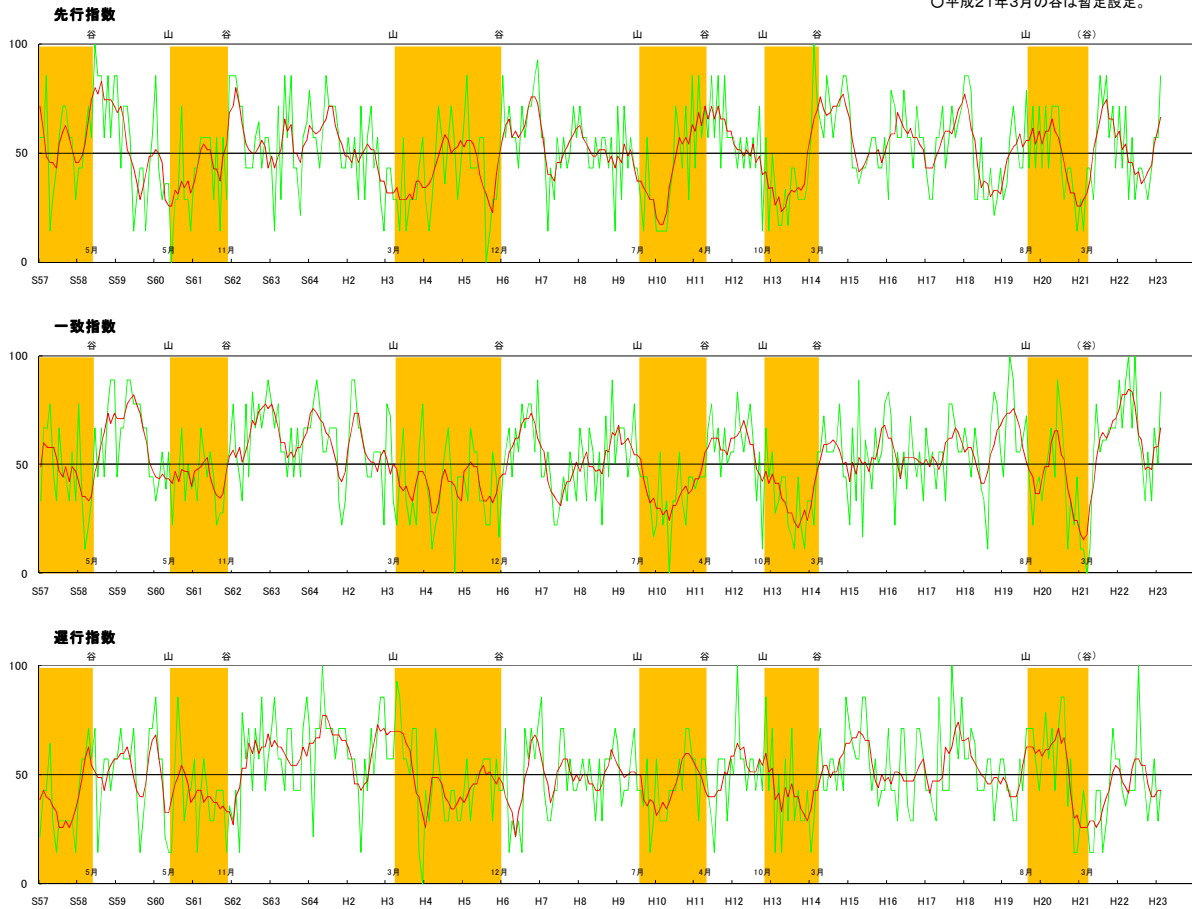 〇平成21年3月の谷は暫定設定。
先行指数
谷 山 谷 山 谷 山 谷 山 谷 山 （谷）
100
50
5月 5月 11月 3月 12月 7月 4月 10月 3月 8月 3月
0
S57 S58 S59 S60 S61 S62 S63 S64 H2 H3 H4 H5 H6 H7 H8 H9 H10 H11 H12 H13 H14 H15 H16 H17 H18 H19 H20 H21 H22 H23
一致指数
谷 山 谷 山 谷 山 谷 山 谷 山 （谷）
100
50
5月 5月 11月 3月 12月 7月 4月 10月 3月 8月 3月
0
S57 S58 S59 S60 S61 S62 S63 S64 H2 H3 H4 H5 H6 H7 H8 H9 H10 H11 H12 H13 H14 H15 H16 H17 H18 H19 H20 H21 H22 H23
遅行指数
谷 山 谷 山 谷 山 谷 山 谷 山 （谷）
100
50
5月 5月 11月 3月 12月 7月 4月 10月 3月 8月 3月
0
S57 S58 S59 S60 S61 S62 S63 S64 H2 H3 H4 H5 H6 H7 H8 H9 H10 H11 H12 H13 H14 H15 H16 H17 H18 H19 H20 H21 H22 H23